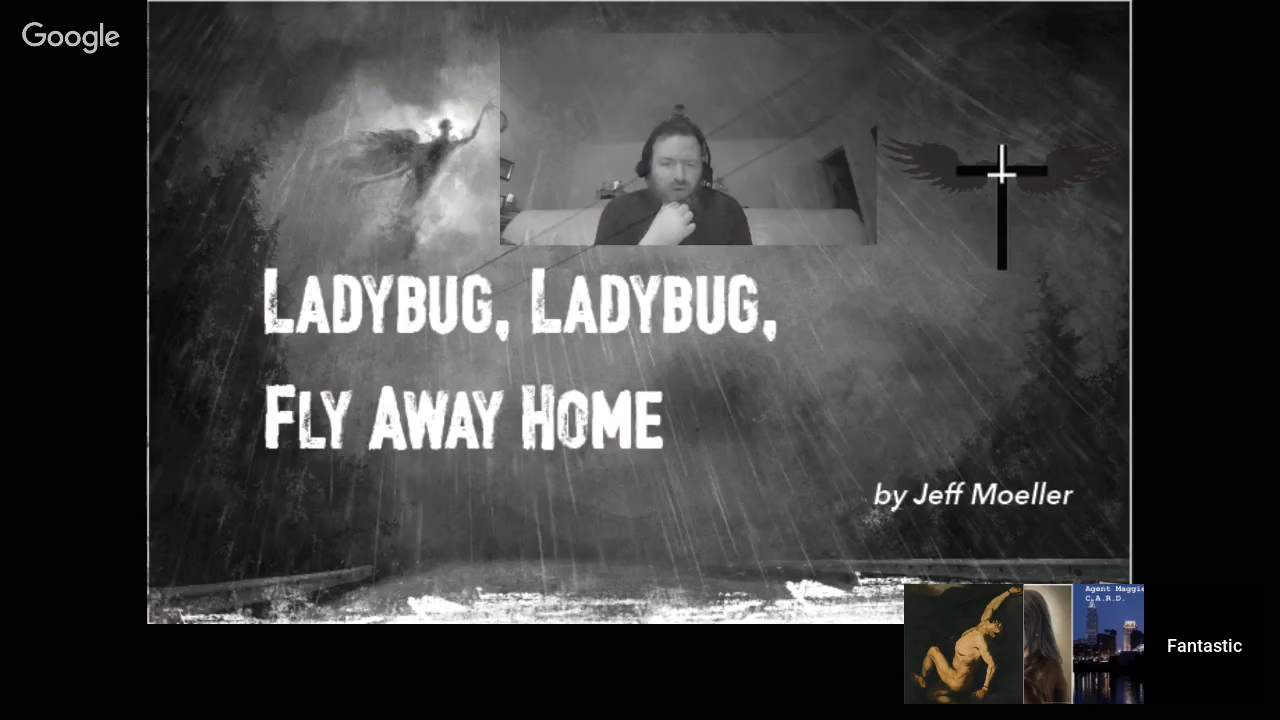 Google
LADYBUG, LADYBUG,
FLY AWAY HOME
by Jeff Moeller
Agent Maggie
C.A.R.D.
Fantastic